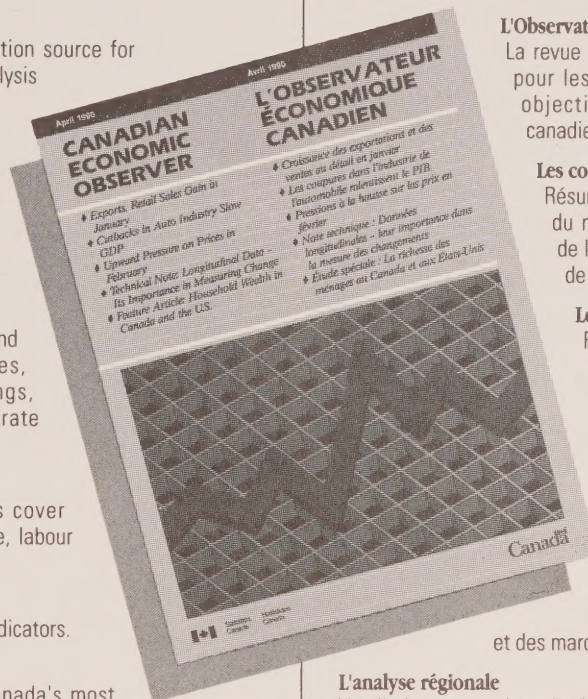 tion source for
lysis
nd
es,
ngs,
rate
s cover
e, labour
dicators.
nada's most
April 1990
CANADIAN
ECONOMIC
OBSERVER
♦ Exports, Retail Sales Gain in
January
♦ Cutbacks in Auto Industry Slow
GDP
♦ Upward Pressure on Prices in
February
♦ Technical Note: Longitudinal Data -
Its Importance in Measuring Change
♦ Feature Article: Household Wealth in
Canada and the U.S.
Avril 1990
L'OBSERVATEUR
ÉCONOMIQUE
CANADIEN
♦ Croissance des exportations et des
ventes au détail en janvier
♦ Les coupures dans l'industrie de
l'automobile ralentissent le PIB
♦ Pressions à la hausse sur les prix en
février
♦ Note technique : Données
longitudinales - leur importance dans
la mesure des changements
♦ Étude spéciale : La richesse des
ménages au Canada et aux États-Unis
Statistics Canada
Statistique Canada
Canada
L'Observat
La revue
pour les
objecti
canadie
Les co
Résur
du r
de l
de
Le
F
et des marc
L'analyse régionale